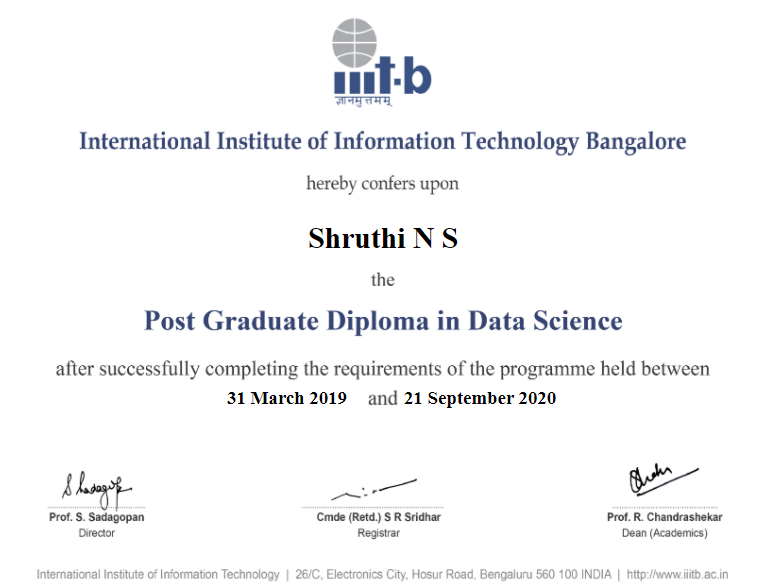 iiit-b
ज्ञानमुत्तमम्
International Institute of Information Technology Bangalore
hereby confers upon
Shruthi N S
the
Post Graduate Diploma in Data Science
after successfully completing the requirements of the programme held between
31 March 2019 and 21 September 2020
S Sadagopan
Prof. S. Sadagopan Cmde (Retd.) S R Sridhar Prof. R. Chandrashekar
Director Registrar Dean (Academics)
International Institute of Information Technology | 26/C, Electronics City, Hosur Road, Bengaluru 560 100 INDIA | http://www.iiitb.ac.in